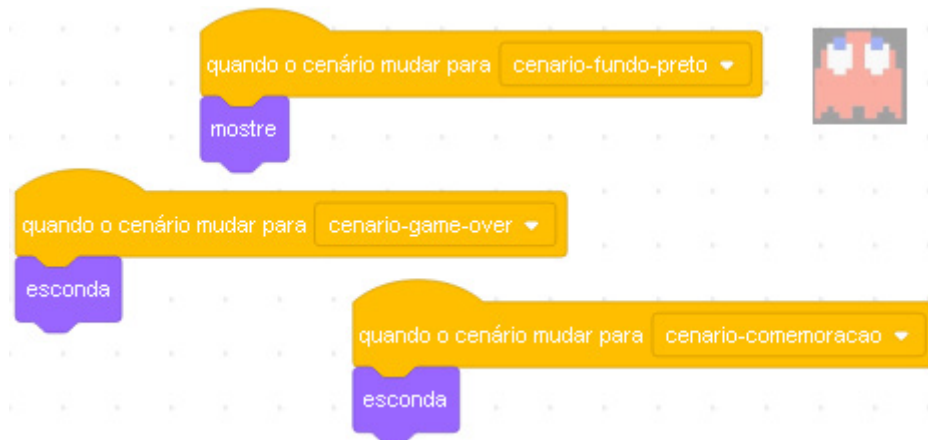 quando o cenário mudar para cenario-fundo-preto
mostre
quando o cenário mudar para cenario-game-over
esconda
quando o cenário mudar para cenario-comemoracao
esconda